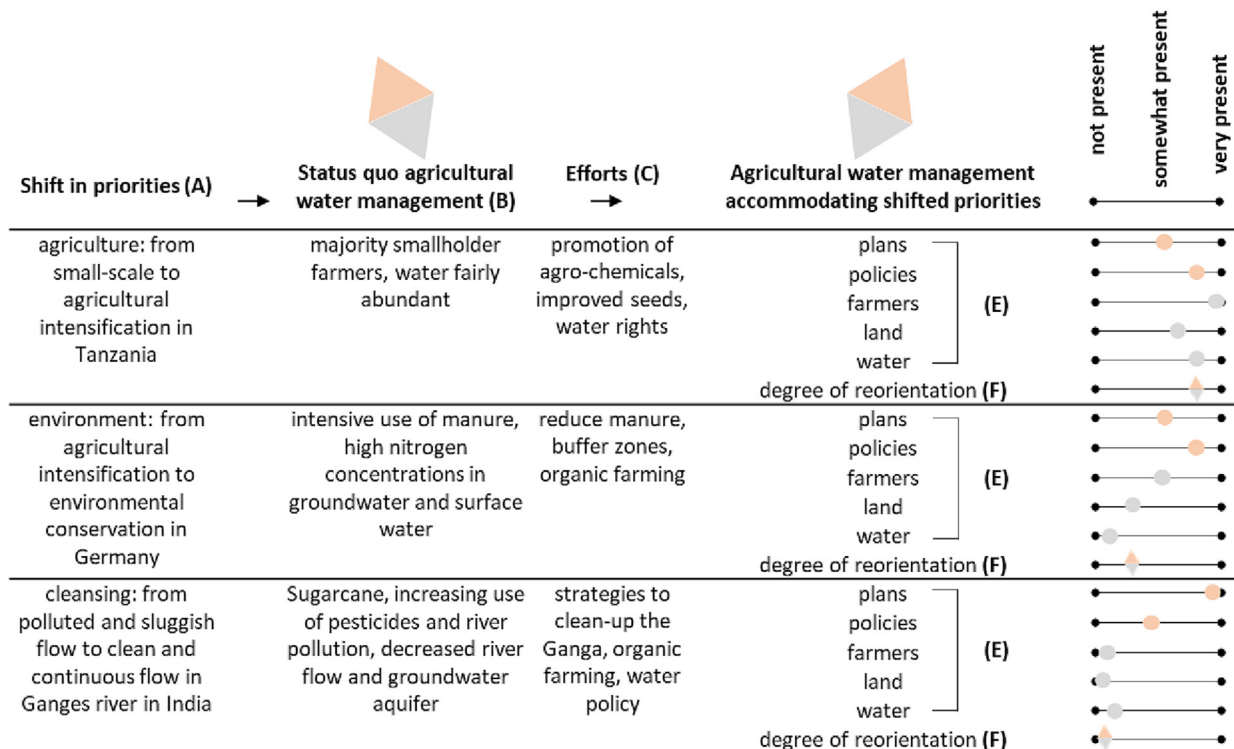 not present
somewhat present
very present
Shift in priorities (A)
Status quo agricultural
water management (B)
Efforts (C)
Agricultural water management
accommodating shifted priorities
agriculture: from
small-scale to
agricultural
intensification in
Tanzania
majority smallholder
farmers, water fairly
abundant
promotion of
agro-chemicals,
improved seeds,
water rights
plans
policies
farmers
land
water
(E)
degree of reorientation (F)
environment: from
agricultural
intensification to
environmental
conservation in
Germany
intensive use of manure,
high nitrogen
concentrations in
groundwater and surface
water
reduce manure,
buffer zones,
organic farming
plans
policies
farmers
land
water
(E)
degree of reorientation (F)
cleansing: from
polluted and sluggish
flow to clean and
continuous flow in
Ganges river in India
Sugarcane, increasing use
of pesticides and river
pollution, decreased river
flow and groundwater
aquifer
strategies to
clean-up the
Ganga, organic
farming, water
policy
plans
policies
farmers
land
water
(E)
degree of reorientation (F)